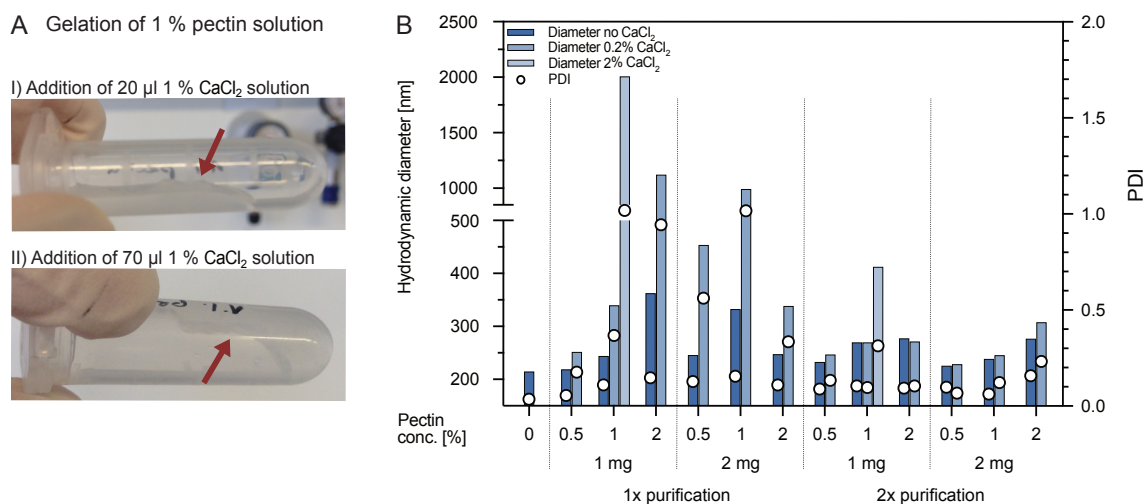 A Gelation of 1 % pectin solution
I) Addition of 20 µl 1 % CaCl2 solution
II) Addition of 70 µl 1 % CaCl2 solution
B
Diameter no CaCl2
Diameter 0.2% CaCl2
Diameter 2% CaCl2
PDI
Hydrodynamic diameter [nm]
2500
2000
1500
1000
500
400
300
200
PDI
2.0
1.5
1.0
0.5
0.0
Pectin
conc. [%]
0 0.5 1 2 0.5 1 2 0.5 1 2 0.5 1 2
1 mg 2 mg 1 mg 2 mg
1x purification 2x purification